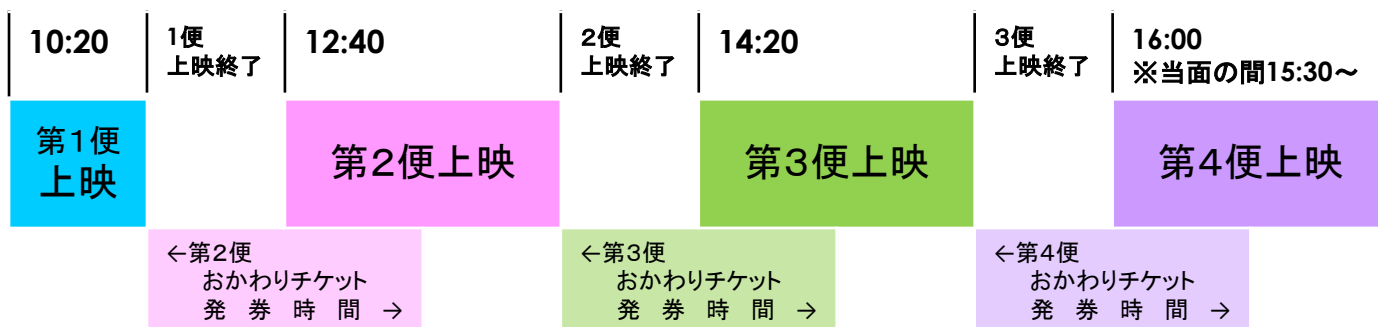 10:20
1便
上映終了
12:40
2便
上映終了
14:20
3便
上映終了
16:00
※当面の間15:30～
第1便
上映
第2便上映
第3便上映
第4便上映
←第2便
おかわりチケット
発券時間→
←第3便
おかわりチケット
発券時間→
←第4便
おかわりチケット
発券時間→